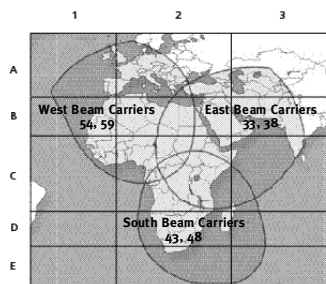 1 2 3
A
B
West Beam Carriers East Beam Carriers
54, 59 33, 38
C
D
South Beam Carriers
43, 48
E